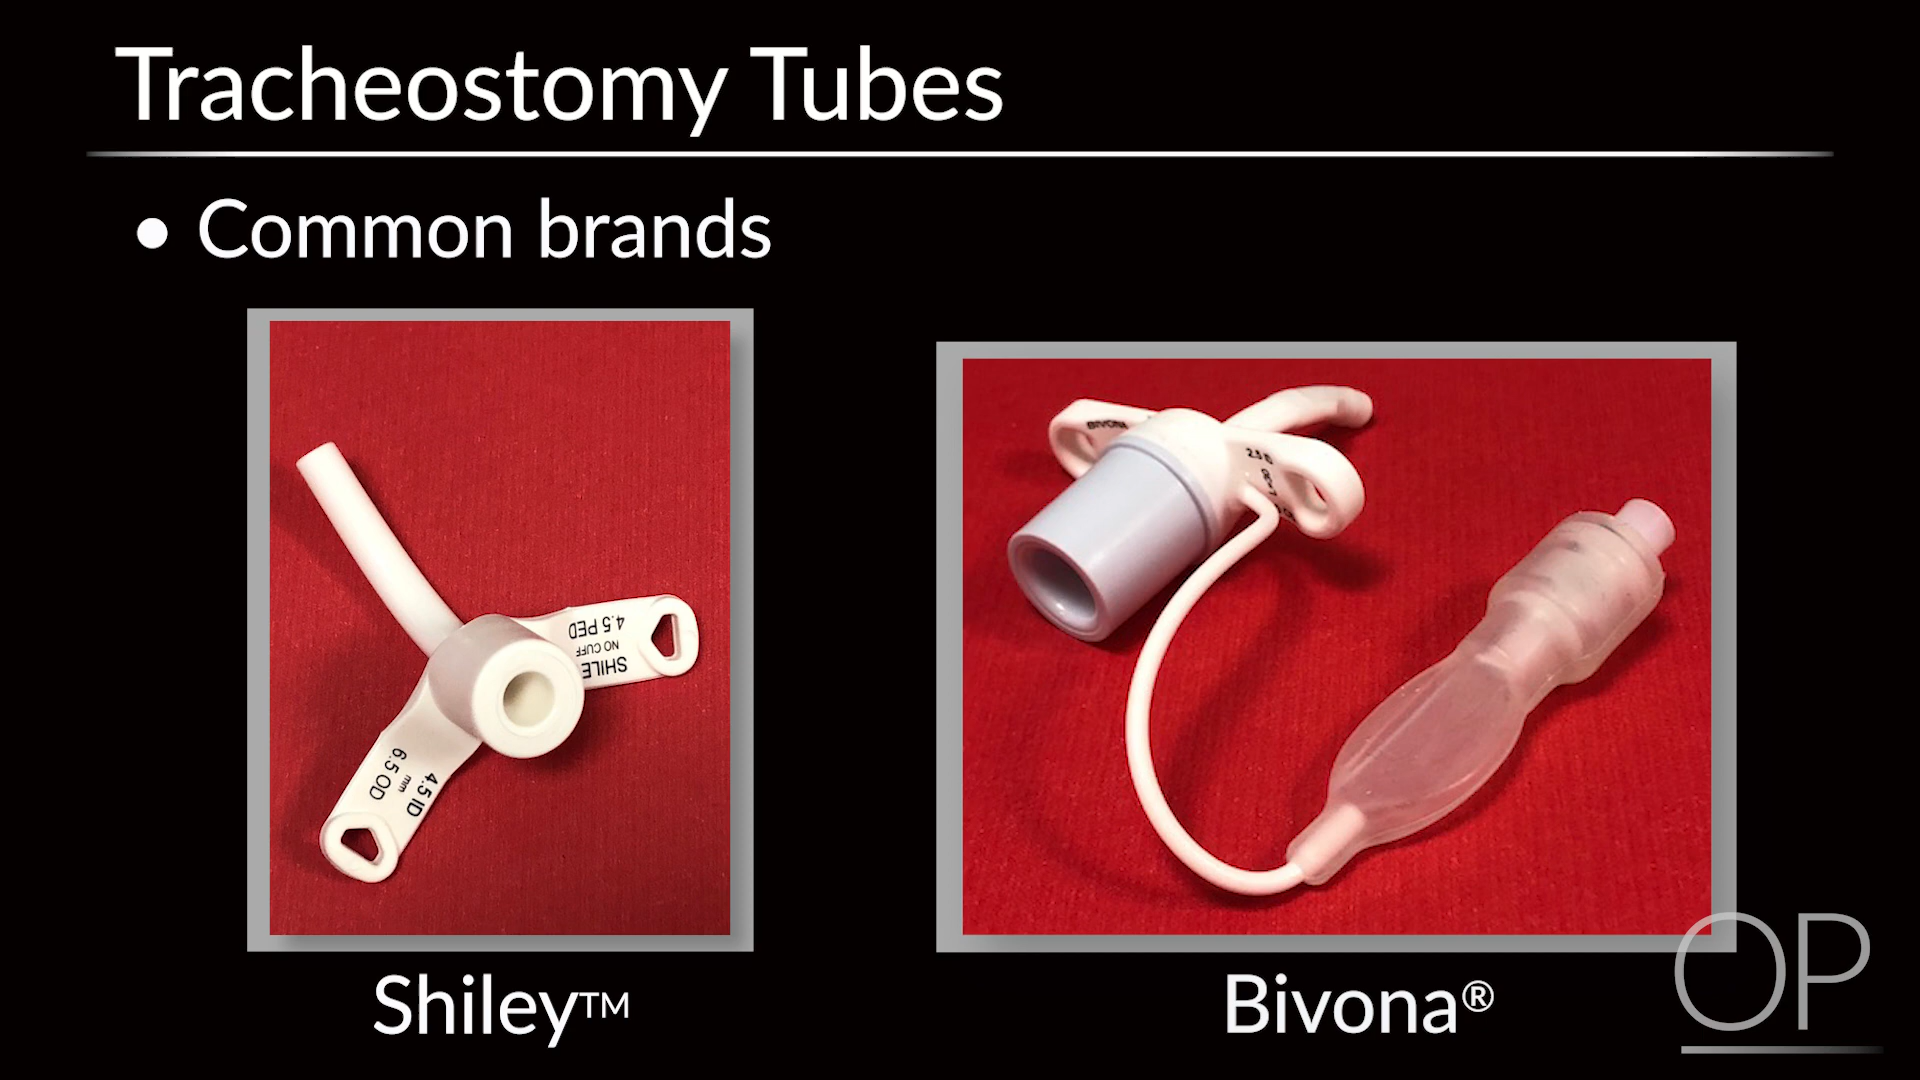 Tracheostomy Tubes
• Common brands
4.5 PED
NO CUFF
SHILE
4.5 ID
mm
6.5 OD
BIVONA
Shiley™
Bivona®
OP